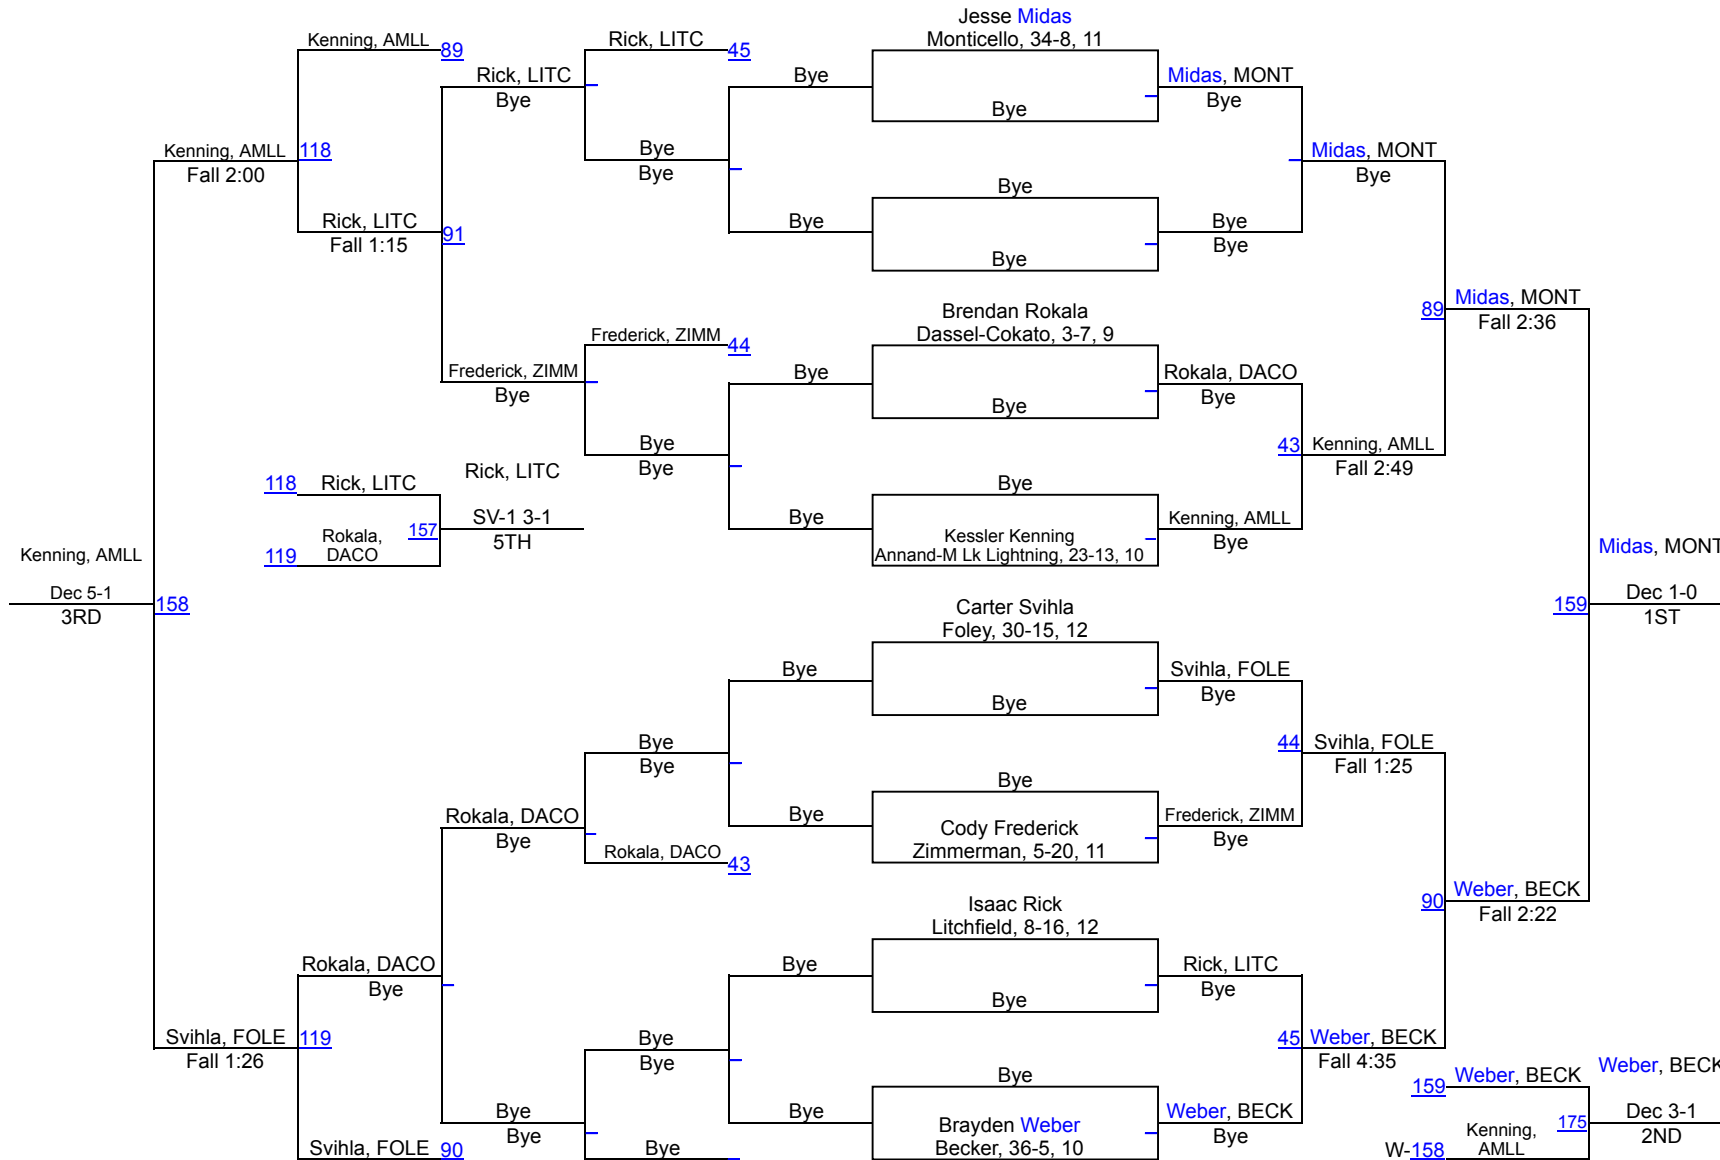 Jesse Midas
Kenning, AMLL 89
Rick, LITC 45
Monticello, 34-8, 11
Rick, LITC
Bye
Midas, MONT
Bye
Bye
Bye
Kenning, AMLL 118
Bye
Midas, MONT
Fall 2:00
Bye
Bye
Bye
Rick, LITC
Bye
Bye
Fall 1:15
91
Bye
Bye
Brendan Rokala
89 Midas, MONT
Frederick, ZIMM 44
Dassel-Cokato, 3-7, 9
Fall 2:36
Frederick, ZIMM
Bye
Rokala, DACO
Bye
Bye
Bye
Bye
43 Kenning, AMLL
Bye
Fall 2:49
118 Rick, LITC
Rick, LITC
Bye
157
SV-1 3-1
Bye
Kenning, AMLL
119
Rokala,
DACO
5TH
Kessler Kenning
Annand-M Lk Lightning, 23-13, 10
Bye
Kenning, AMLL
Midas, MONT
Dec 5-1
158
Carter Svihla
159
Dec 1-0
3RD
Foley, 30-15, 12
1ST
Bye
Svihla, FOLE
Bye
Bye
Bye
44 Svihla, FOLE
Bye
Bye
Fall 1:25
Rokala, DACO
Bye
Frederick, ZIMM
Bye
Cody Frederick
Bye
Rokala, DACO 43
Zimmerman, 5-20, 11
Isaac Rick
90 Weber, BECK
Litchfield, 8-16, 12
Fall 2:22
Rokala, DACO
Bye
Rick, LITC
Bye
Bye
Bye
Svihla, FOLE 119
Bye
45 Weber, BECK
Fall 1:26
Bye
Fall 4:35
Bye
159 Weber, BECK
Weber, BECK
Bye
Bye
Weber, BECK
Dec 3-1
Bye
Brayden Weber
Bye
175
2ND
Svihla, FOLE 90
Bye
Becker, 36-5, 10
W-158
Kenning,
AMLL